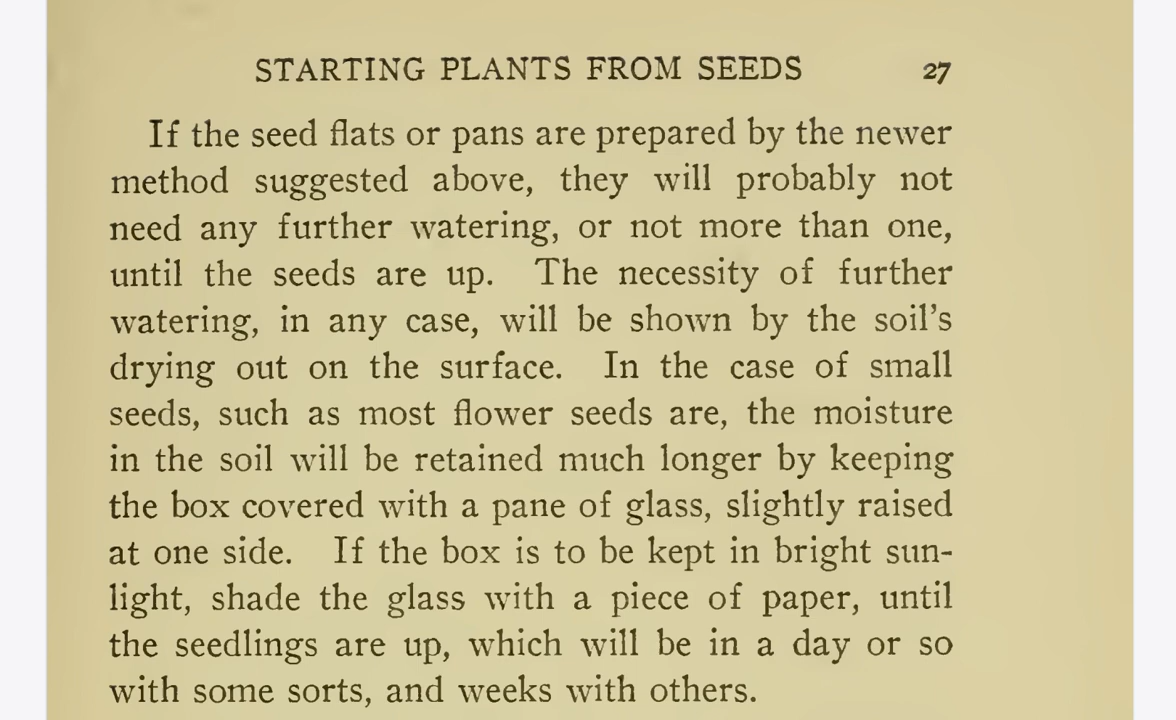 STARTING PLANTS FROM SEEDS 27
If the seed flats or pans are prepared by the newer
method suggested above, they will probably not
need any further watering, or not more than one,
until the seeds are up. The necessity of further
watering, in any case, will be shown by the soil's
drying out on the surface. In the case of small
seeds, such as most flower seeds are, the moisture
in the soil will be retained much longer by keeping
the box covered with a pane of glass, slightly raised
at one side. If the box is to be kept in bright sun-
light, shade the glass with a piece of paper, until
the seedlings are up, which will be in a day or so
with some sorts, and weeks with others.